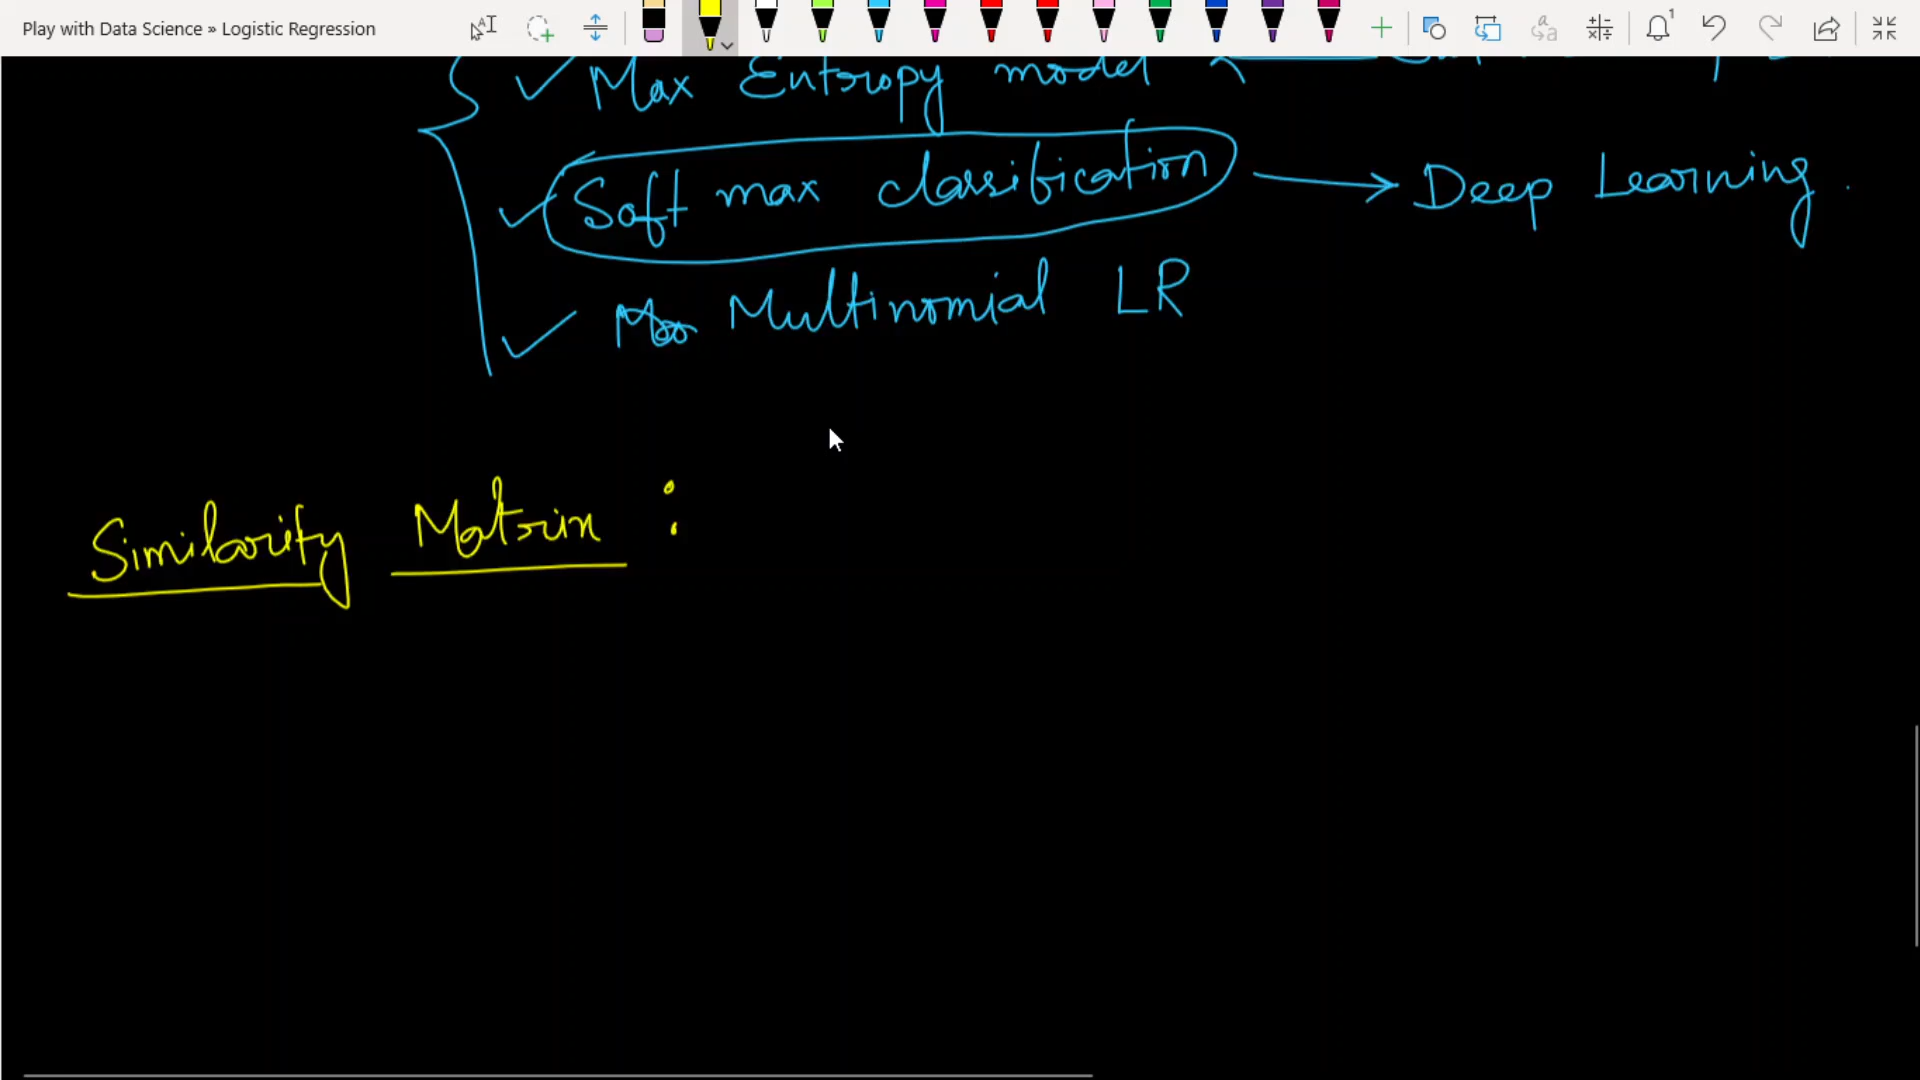 Play with Data Science » Logistic Regression
Max Entropy model
Soft max classification → Deep Learning.
Multinomial LR
Similarity Matrix :